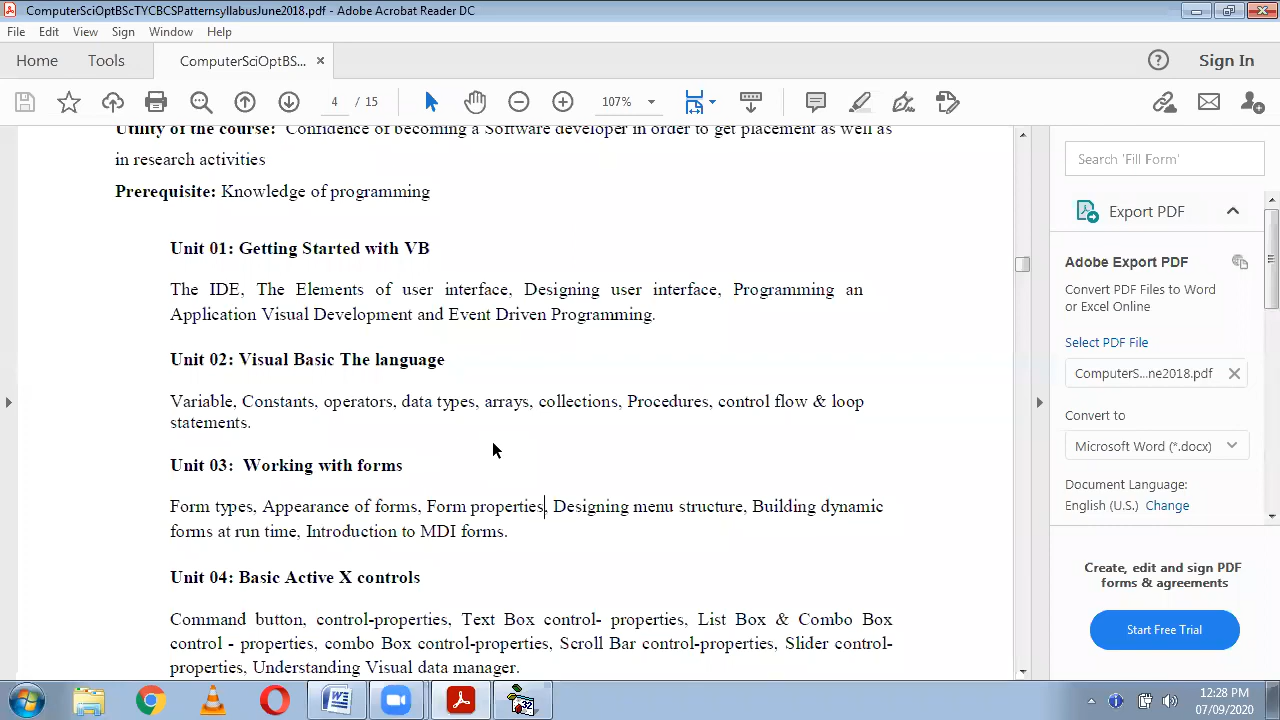 ComputerSciOptBScTYCBCSPatternsyllabusJune2018.pdf - Adobe Acrobat Reader DC
File Edit View Sign Window Help
Home Tools ComputerSciOptBS... × Sign In
4 / 15 107%
Utility of the course: Confidence of becoming a Software developer in order to get placement as well as
in research activities
Prerequisite: Knowledge of programming
Unit 01: Getting Started with VB
The IDE, The Elements of user interface, Designing user interface, Programming an
Application Visual Development and Event Driven Programming.
Unit 02: Visual Basic The language
Variable, Constants, operators, data types, arrays, collections, Procedures, control flow & loop
statements.
Unit 03: Working with forms
Form types, Appearance of forms, Form properties, Designing menu structure, Building dynamic
forms at run time, Introduction to MDI forms.
Unit 04: Basic Active X controls
Command button, control-properties, Text Box control- properties, List Box & Combo Box
control - properties, combo Box control-properties, Scroll Bar control-properties, Slider control-
properties, Understanding Visual data manager.
Search 'Fill Form'
Export PDF
Adobe Export PDF
Convert PDF Files to Word
or Excel Online
Select PDF File
ComputerS...ne2018.pdf
Convert to
Microsoft Word (*.docx)
Document Language:
English (U.S.) Change
Create, edit and sign PDF
forms & agreements
Start Free Trial
32
12:28 PM
07/09/2020